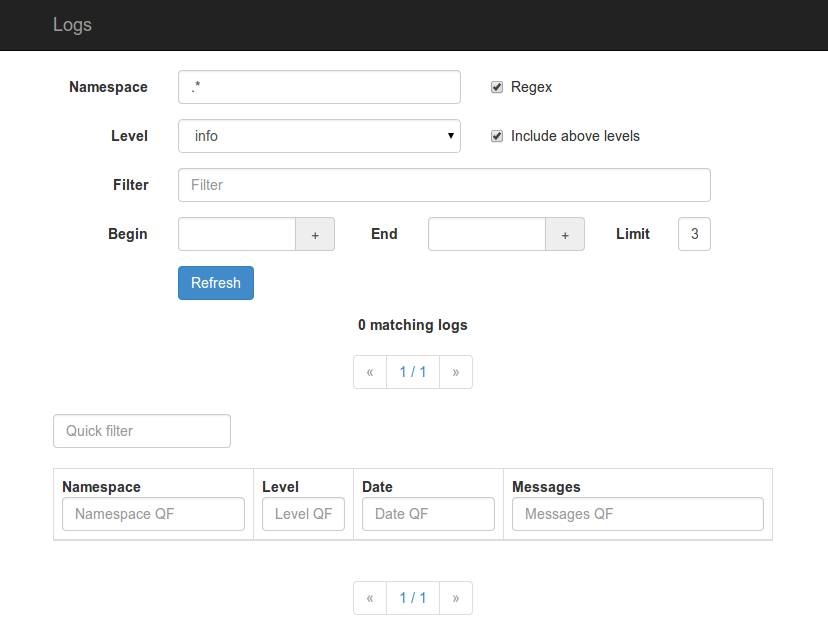 Logs
Namespace .* Regex
Level info Include above levels
Filter Filter
Begin + End + Limit 3
Refresh
0 matching logs
« 1 / 1 »
Quick filter
Namespace Level Date Messages
Namespace QF Level QF Date QF Messages QF
« 1 / 1 »